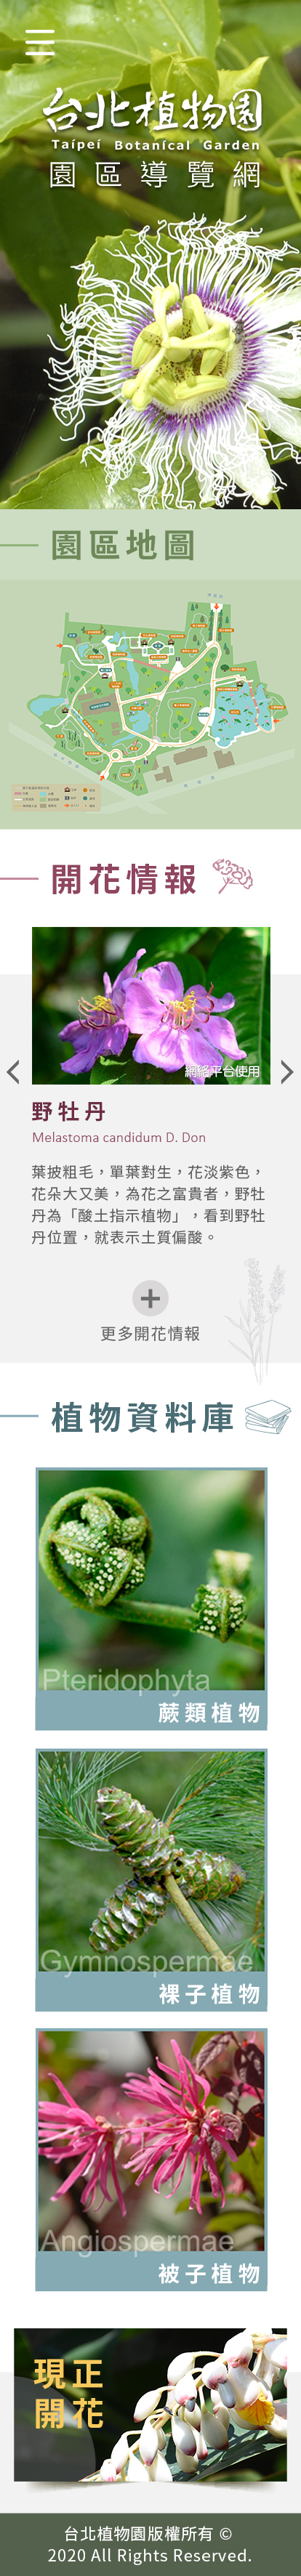 台北植物園
Taipei Botanical Garden
園區導覽網
園區地圖
開花情報
網絡平台使用
野牡丹
Melastoma candidum D. Don
葉披粗毛，單葉對生，花淡紫色，
花朵大又美，為花之富貴者，野牡
丹為「酸土指示植物」，看到野牡
丹位置，就表示土質偏酸。
更多開花情報
植物資料庫
Pteridophyta
蕨類植物
Gymnospermae
裸子植物
Angiospermae
被子植物
現正
開花
台北植物園版權所有 ©
2020 All Rights Reserved.